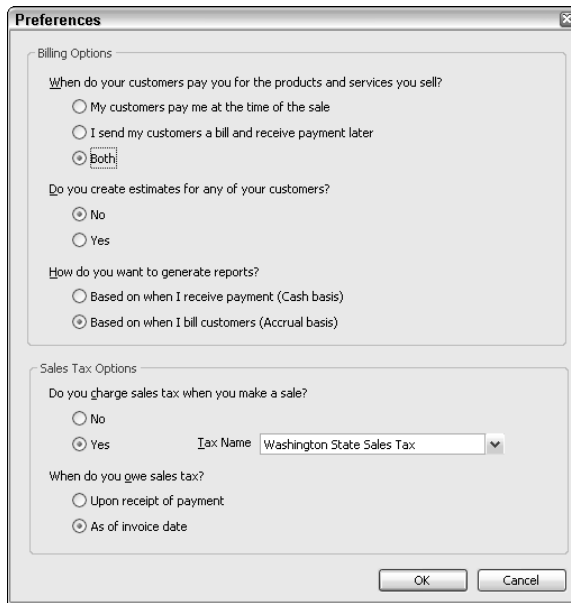 Preferences
Billing Options
When do your customers pay you for the products and services you sell?
My customers pay me at the time of the sale
I send my customers a bill and receive payment later
Both
Do you create estimates for any of your customers?
No
Yes
How do you want to generate reports?
Based on when I receive payment (Cash basis)
Based on when I bill customers (Accrual basis)
Sales Tax Options
Do you charge sales tax when you make a sale?
No
Yes Tax Name Washington State Sales Tax
When do you owe sales tax?
Upon receipt of payment
As of invoice date
OK Cancel